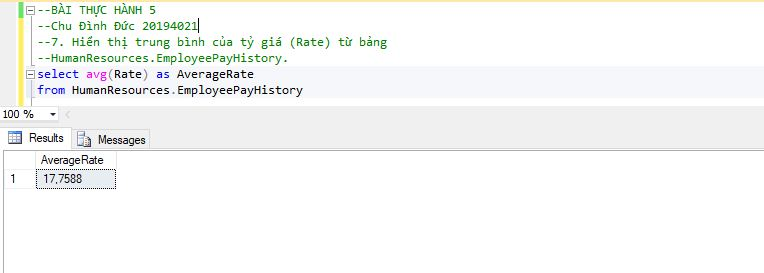 --BÀI THỰC HÀNH 5
--Chu Đình Đức 20194021
--7. Hiển thị trung bình của tỷ giá (Rate) từ bảng
--HumanResources.EmployeePayHistory.
select avg(Rate) as AverageRate
from HumanResources.EmployeePayHistory
100 %
Results Messages
AverageRate
1 17,7588